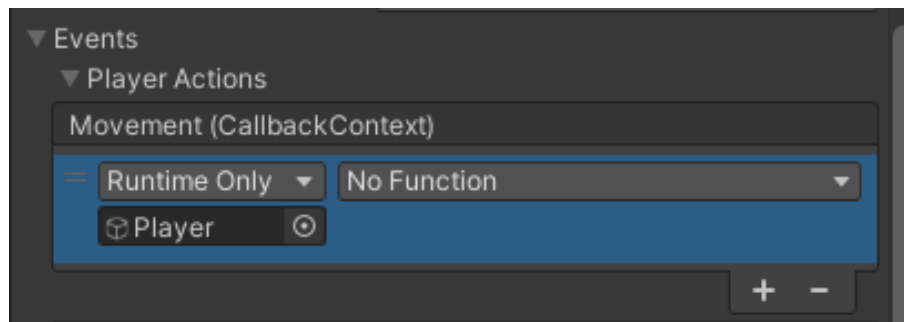 Events
Player Actions
Movement (CallbackContext)
Runtime Only No Function
Player
+ -